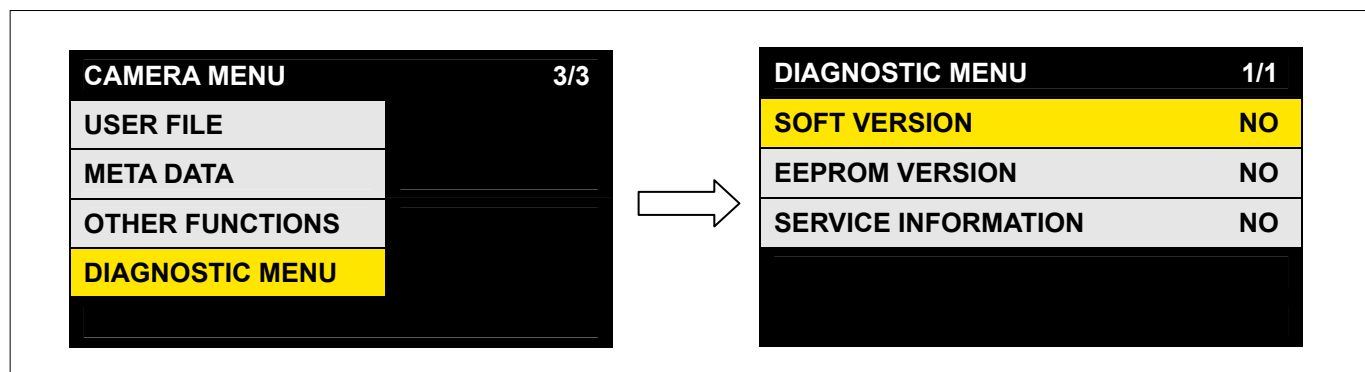 CAMERA MENU 3/3
USER FILE
META DATA
OTHER FUNCTIONS
DIAGNOSTIC MENU
DIAGNOSTIC MENU 1/1
SOFT VERSION NO
EEPROM VERSION NO
SERVICE INFORMATION NO